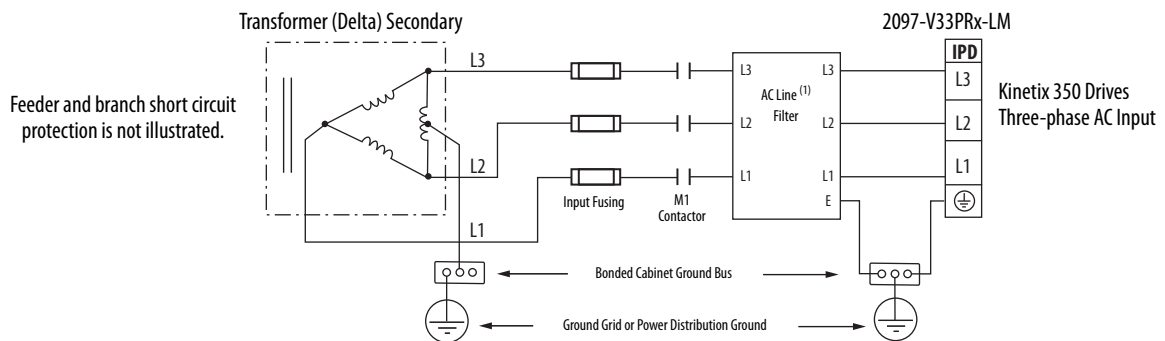 Transformer (Delta) Secondary
2097-V33PRx-LM
IPD
L3
L3
L3
L3
Feeder and branch short circuit
protection is not illustrated.
AC Line (1)
Filter
Kinetix 350 Drives
Three-phase AC Input
L2
L2
L2
L2
L1
L1
L1
Input Fusing
M1
Contactor
E
L1
Bonded Cabinet Ground Bus
Ground Grid or Power Distribution Ground